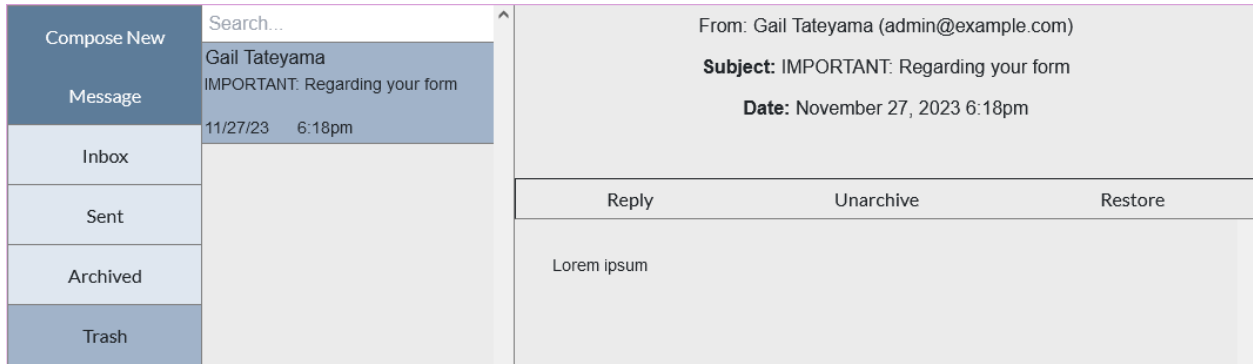 Compose New
Message
Inbox
Sent
Archived
Trash
Search...
Gail Tateyama
IMPORTANT: Regarding your form
11/27/23 6:18pm
From: Gail Tateyama (admin@example.com)
Subject: IMPORTANT: Regarding your form
Date: November 27, 2023 6:18pm
Reply Unarchive Restore
Lorem ipsum